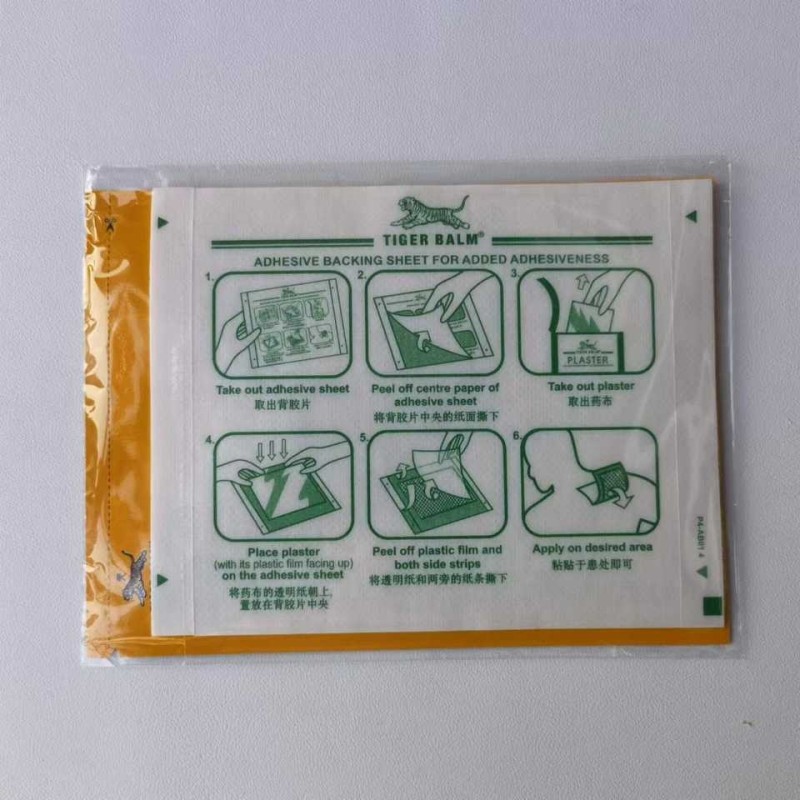 TIGER BALM®
ADHESIVE BACKING SHEET FOR ADDED ADHESIVENESS
1.
Take out adhesive sheet
取出背胶片
2.
Peel off centre paper of
adhesive sheet
将背胶片中央的纸面撕下
3.
TIGER BALM
PLASTER
Take out plaster
取出药布
4.
Place plaster
(with its plastic film facing up)
on the adhesive sheet
将药布的透明纸朝上,
置放在背胶片中央
5.
Peel off plastic film and
both side strips
将透明纸和两旁的纸条撕下
6.
Apply on desired area
粘贴于患处即可